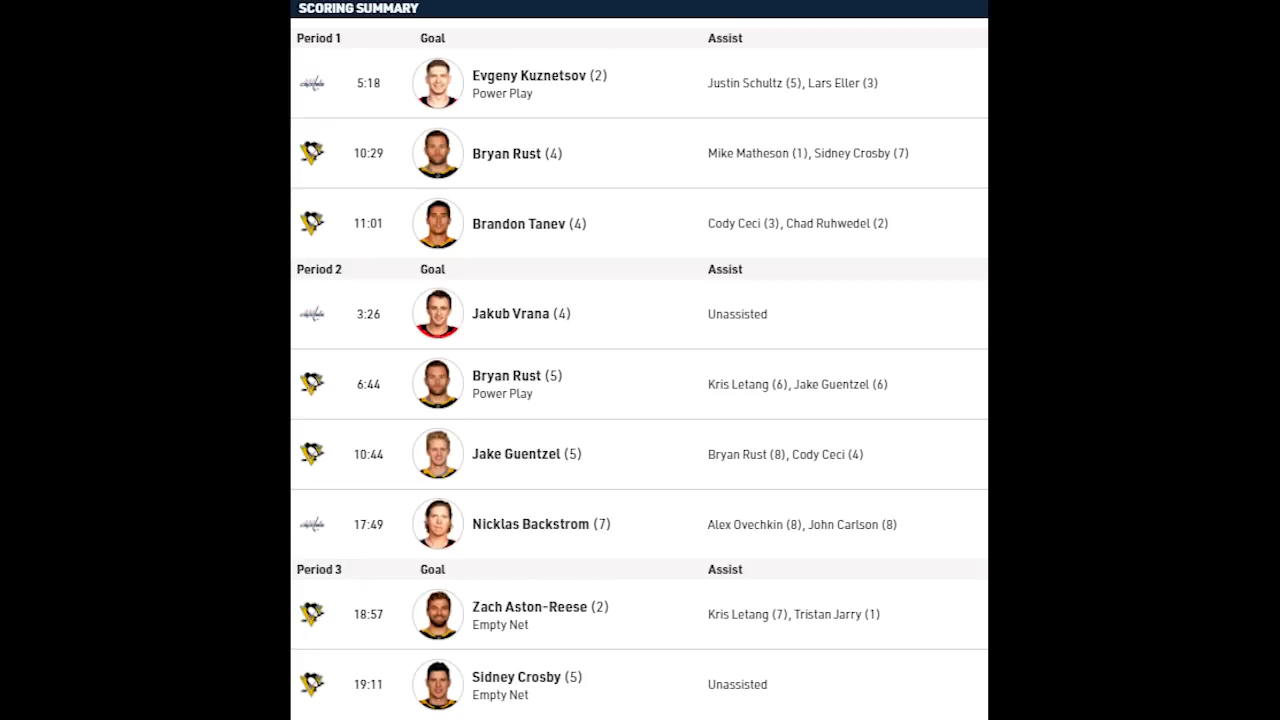 SCORING SUMMARY
Period 1 Goal Assist
5:18 Evgeny Kuznetsov (2) Justin Schultz (5), Lars Eller (3)
Power Play
10:29 Bryan Rust (4) Mike Matheson (1), Sidney Crosby (7)
11:01 Brandon Tanev (4) Cody Ceci (3), Chad Ruhwedel (2)
Period 2 Goal Assist
3:26 Jakub Vrana (4) Unassisted
6:44 Bryan Rust (5) Kris Letang (6), Jake Guentzel (6)
Power Play
10:44 Jake Guentzel (5) Bryan Rust (8), Cody Ceci (4)
17:49 Nicklas Backstrom (7) Alex Ovechkin (8), John Carlson (8)
Period 3 Goal Assist
18:57 Zach Aston-Reese (2) Kris Letang (7), Tristan Jarry (1)
Empty Net
19:11 Sidney Crosby (5) Unassisted
Empty Net